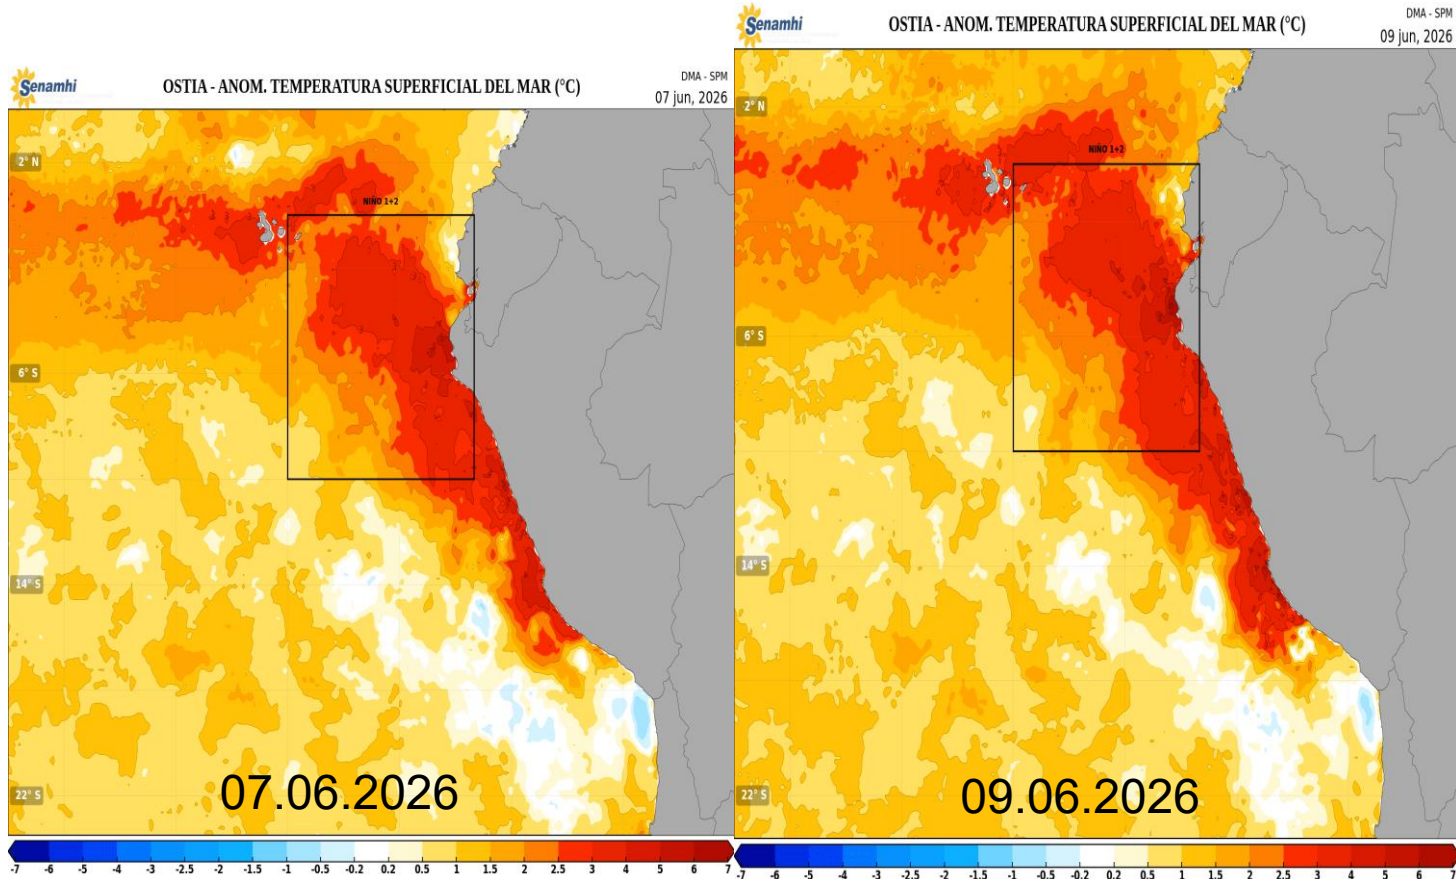 Senamhi
OSTIA - ANOM. TEMPERATURA SUPERFICIAL DEL MAR (°C)
DMA - SPM
07 jun, 2026
2° N
NIÑO 1+2
6° S
14° S
22° S
07.06.2026
-7 -6 -5 -4 -3 -2.5 -2 -1.5 -1 -0.5 -0.2 0.2 0.5 1 1.5 2 2.5 3 4 5 6 7
Senamhi
OSTIA - ANOM. TEMPERATURA SUPERFICIAL DEL MAR (°C)
DMA - SPM
09 jun, 2026
2° N
NIÑO 1+2
6° S
14° S
22° S
09.06.2026
-7 -6 -5 -4 -3 -2.5 -2 -1.5 -1 -0.5 -0.2 0.2 0.5 1 1.5 2 2.5 3 4 5 6 7